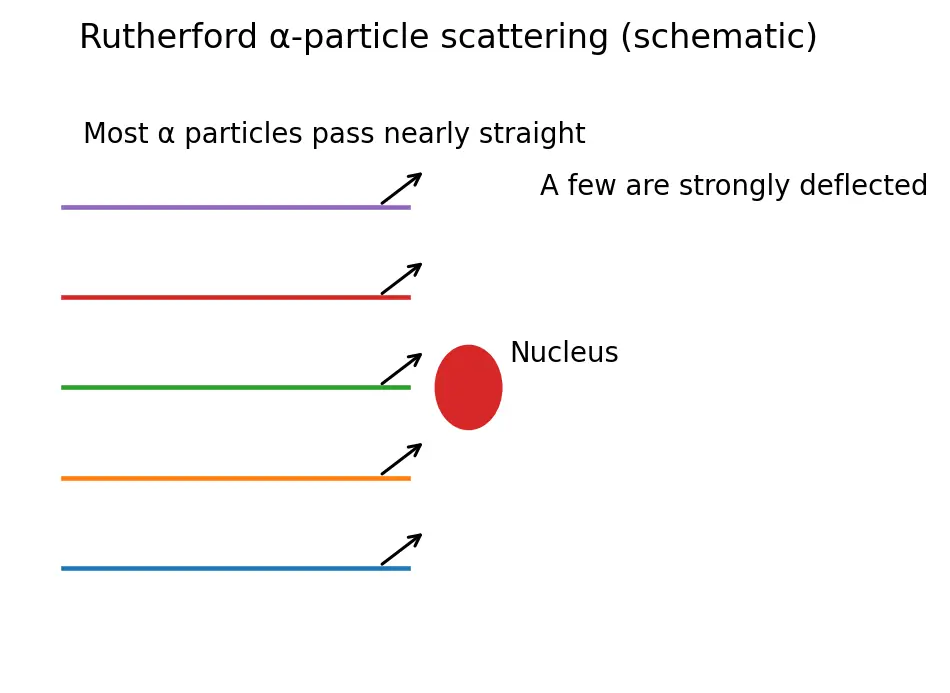 Rutherford α-particle scattering (schematic)
Most α particles pass nearly straight
A few are strongly deflected
Nucleus